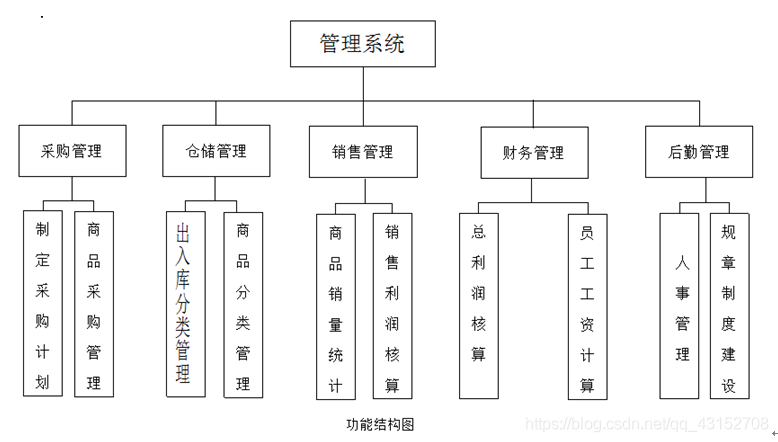 管理系统
采购管理
仓储管理
销售管理
财务管理
后勤管理
制定采购计划
商品采购管理
出入库分类管理
商品分类管理
商品销量统计
销售利润核算
总利润核算
员工工资计算
人事管理
规章制度建设
功能结构图
https://blog.csdn.net/qq_43152708